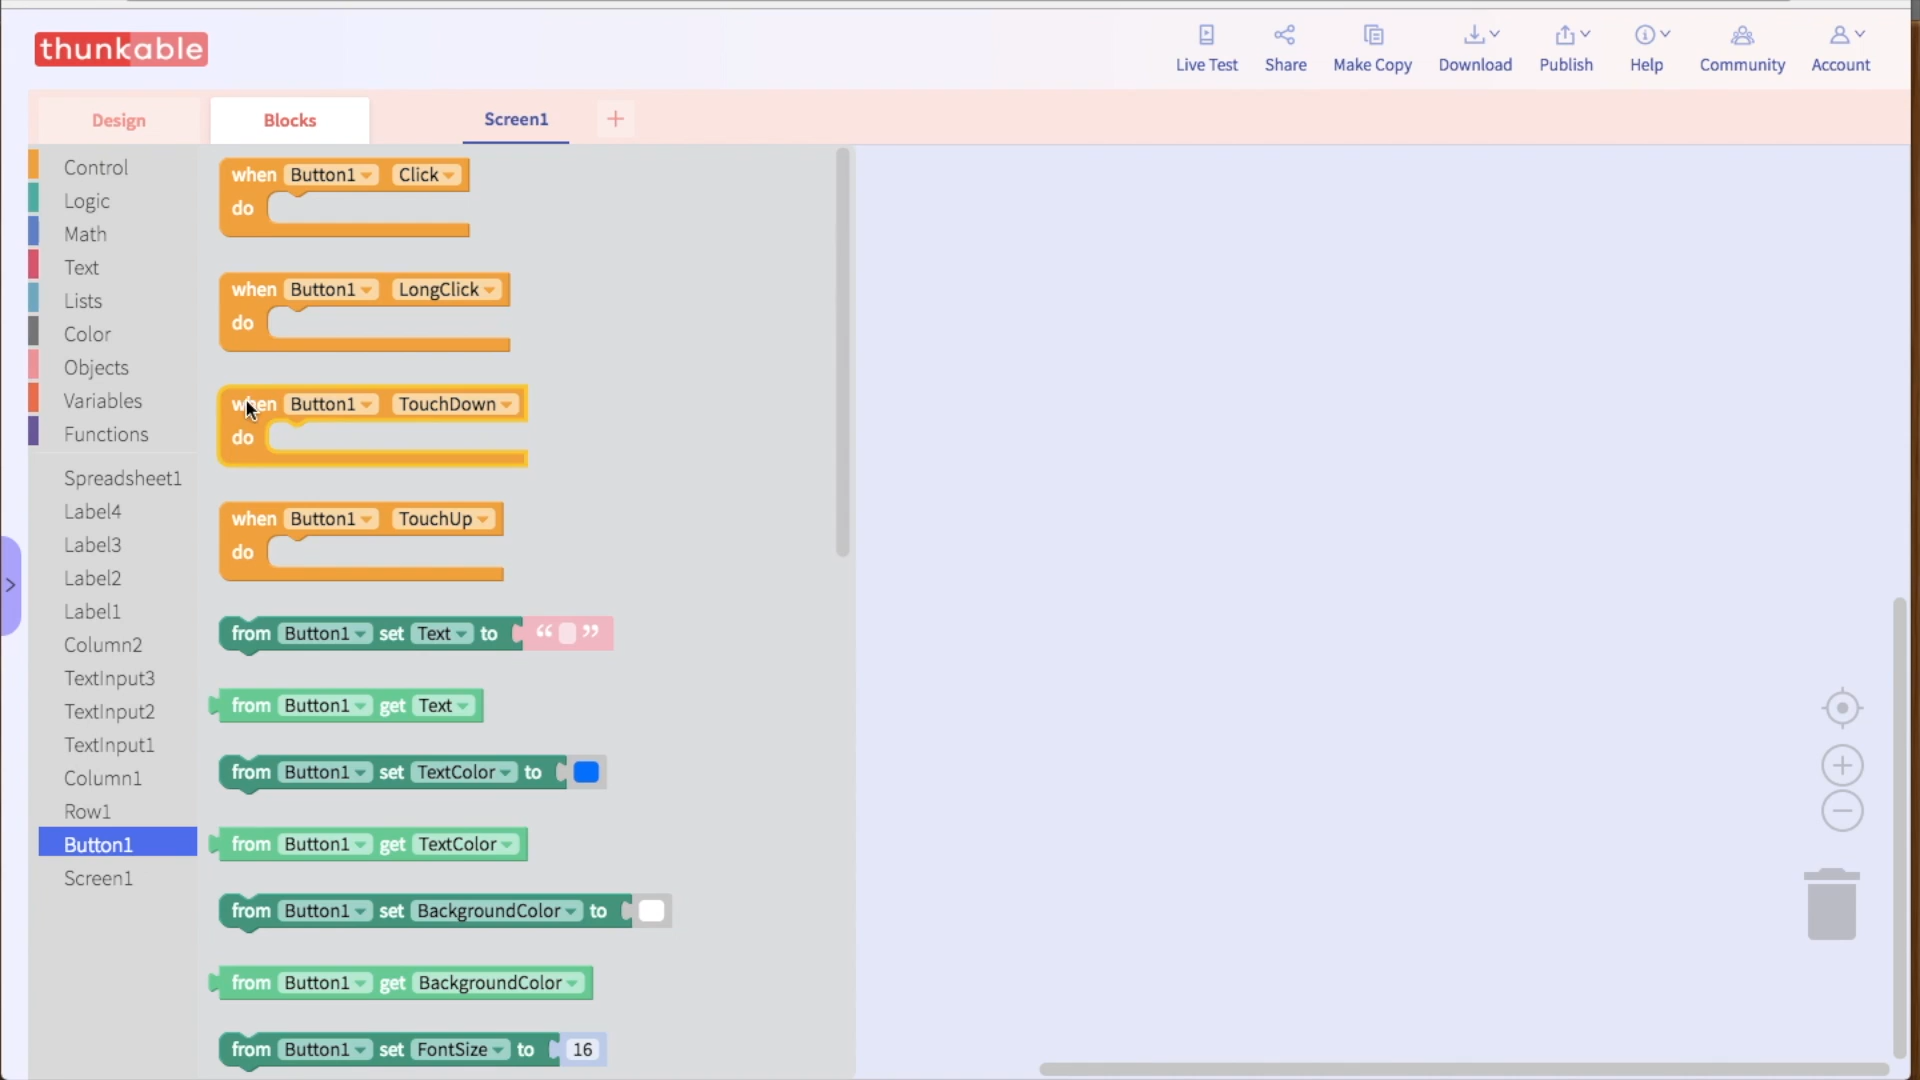 thunkable
Live Test
Share
Make Copy
Download
Publish
Help
Community
Account
Design
Blocks
Screen1
+
Control
Logic
Math
Text
Lists
Color
Objects
Variables
Functions
Spreadsheet1
Label4
Label3
Label2
Label1
Column2
TextInput3
TextInput2
TextInput1
Column1
Row1
Button1
Screen1
when Button1 Click
do
when Button1 LongClick
do
when Button1 TouchDown
do
when Button1 TouchUp
do
from Button1 set Text to “ ”
from Button1 get Text
from Button1 set TextColor to
from Button1 get TextColor
from Button1 set BackgroundColor to
from Button1 get BackgroundColor
from Button1 set FontSize to 16